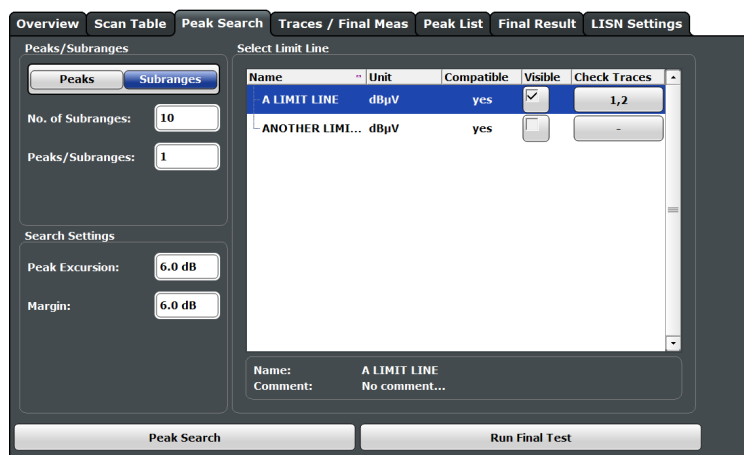 Overview Scan Table Peak Search Traces / Final Meas Peak List Final Result LISN Settings
Peaks/Subranges
Peaks Subranges
No. of Subranges: 10
Peaks/Subranges: 1
Search Settings
Peak Excursion: 6.0 dB
Margin: 6.0 dB
Select Limit Line
Name Unit Compatible Visible Check Traces
A LIMIT LINE dBµV yes 1,2
ANOTHER LIMI... dBµV yes -
Name: A LIMIT LINE
Comment: No comment...
Peak Search Run Final Test